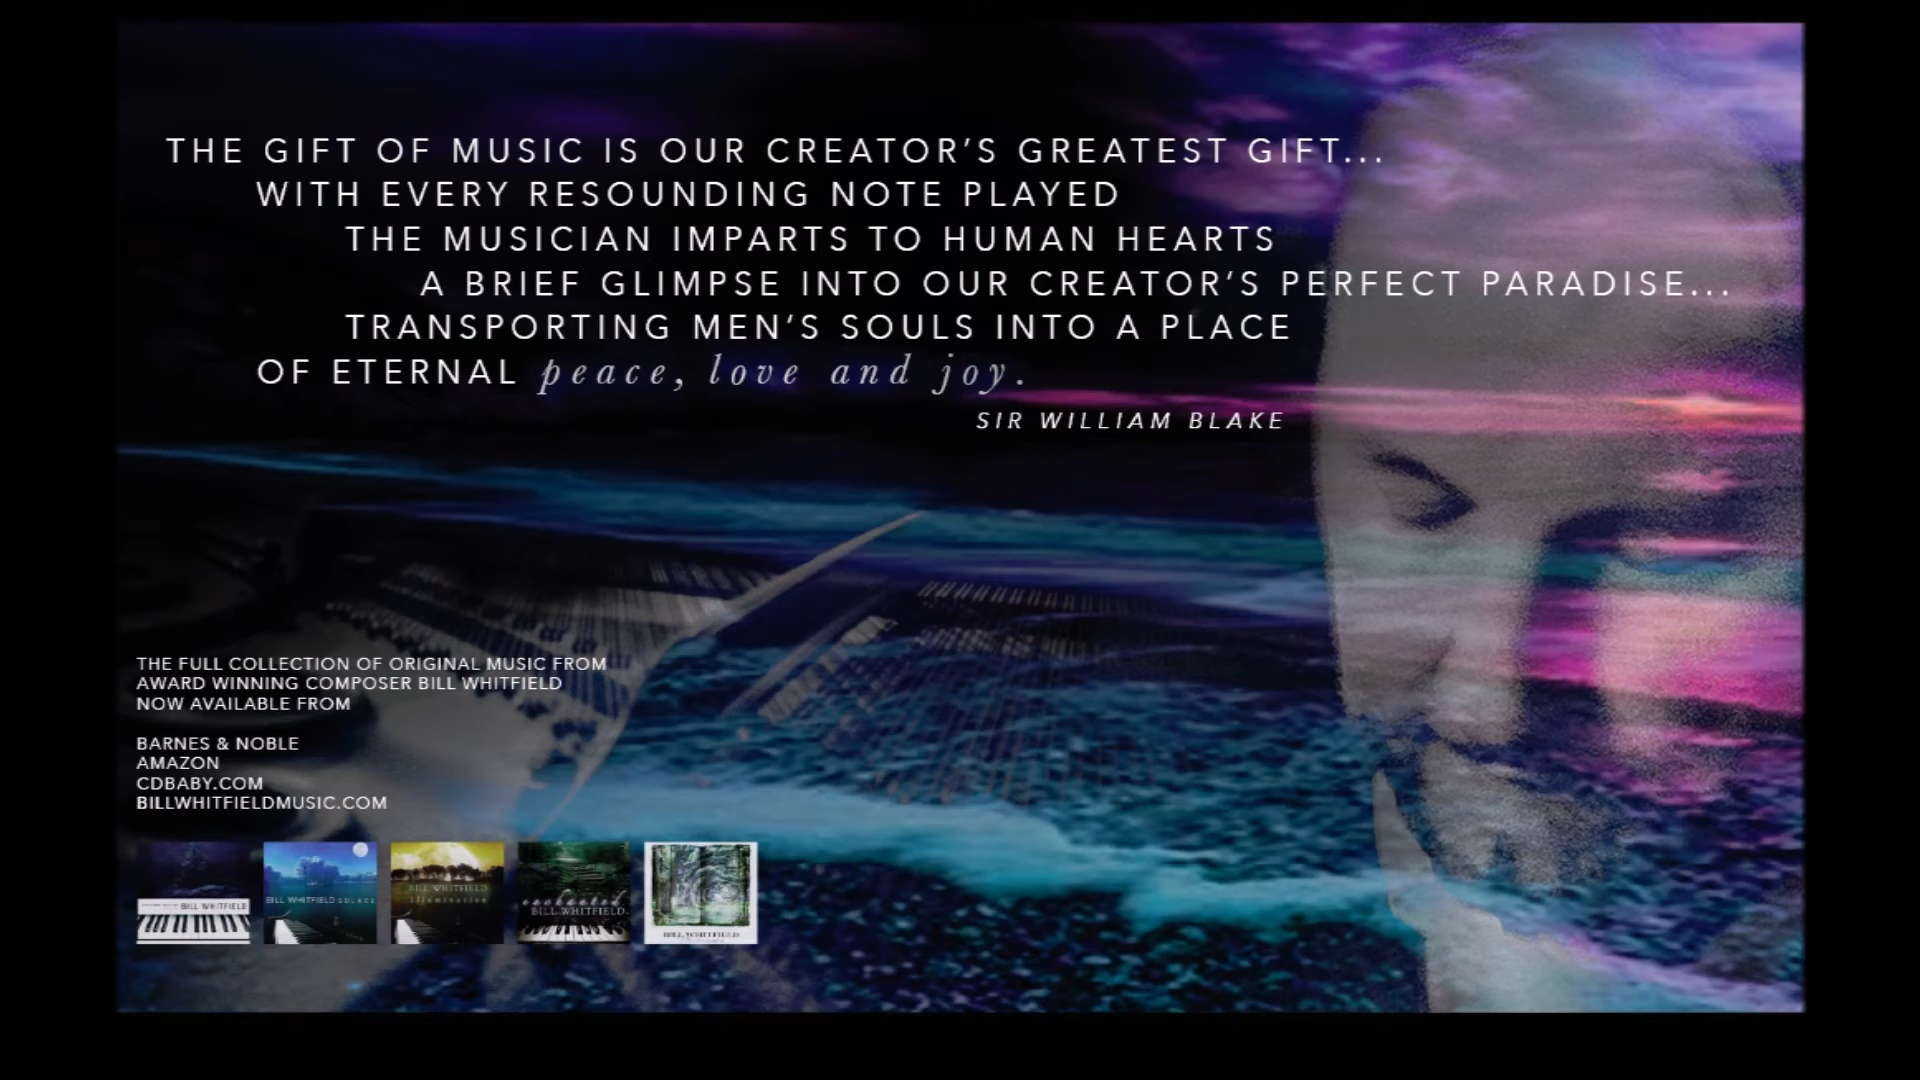 THE GIFT OF MUSIC IS OUR CREATOR'S GREATEST GIFT...
WITH EVERY RESOUNDING NOTE PLAYED
THE MUSICIAN IMPARTS TO HUMAN HEARTS
A BRIEF GLIMPSE INTO OUR CREATOR'S PERFECT PARADISE...
TRANSPORTING MEN'S SOULS INTO A PLACE
OF ETERNAL peace, love and joy.
SIR WILLIAM BLAKE
THE FULL COLLECTION OF ORIGINAL MUSIC FROM
AWARD WINNING COMPOSER BILL WHITFIELD
NOW AVAILABLE FROM
BARNES & NOBLE
AMAZON
CDBABY.COM
BILLWHITFIELDMUSIC.COM
BILL WHITFIELD
BILL WHITFIELD SOLACE
BILL WHITFIELD
illumination
enchanted
BILL WHITFIELD
BILL WHITFIELD